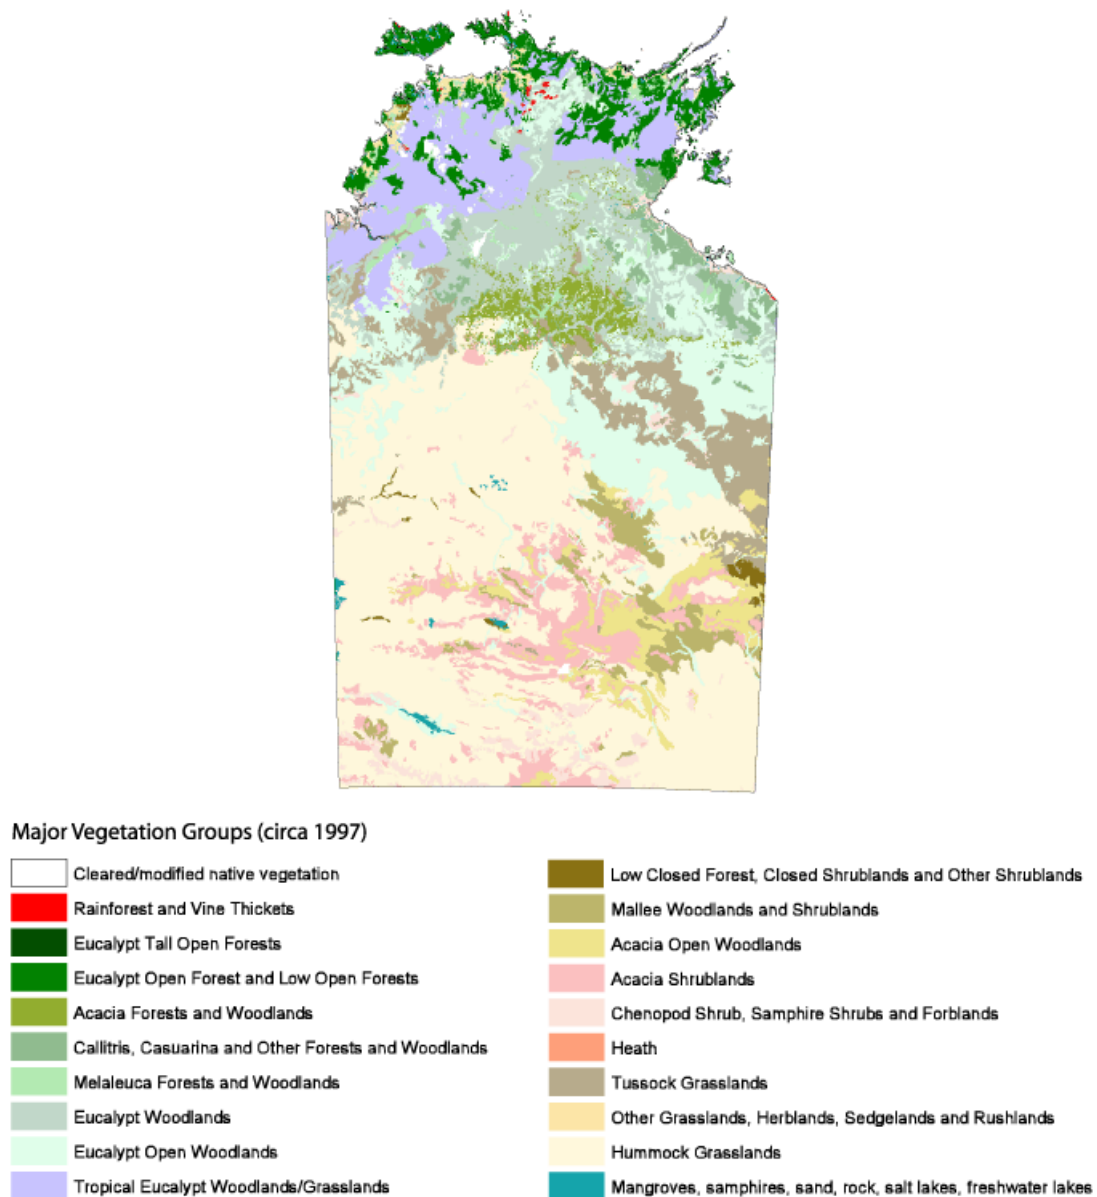 Major Vegetation Groups (circa 1997)
Cleared/modified native vegetation
Rainforest and Vine Thickets
Eucalypt Tall Open Forests
Eucalypt Open Forest and Low Open Forests
Acacia Forests and Woodlands
Callitris, Casuarina and Other Forests and Woodlands
Melaleuca Forests and Woodlands
Eucalypt Woodlands
Eucalypt Open Woodlands
Tropical Eucalypt Woodlands/Grasslands
Low Closed Forest, Closed Shrublands and Other Shrublands
Mallee Woodlands and Shrublands
Acacia Open Woodlands
Acacia Shrublands
Chenopod Shrub, Samphire Shrubs and Forblands
Heath
Tussock Grasslands
Other Grasslands, Herblands, Sedgelands and Rushlands
Hummock Grasslands
Mangroves, samphires, sand, rock, salt lakes, freshwater lakes